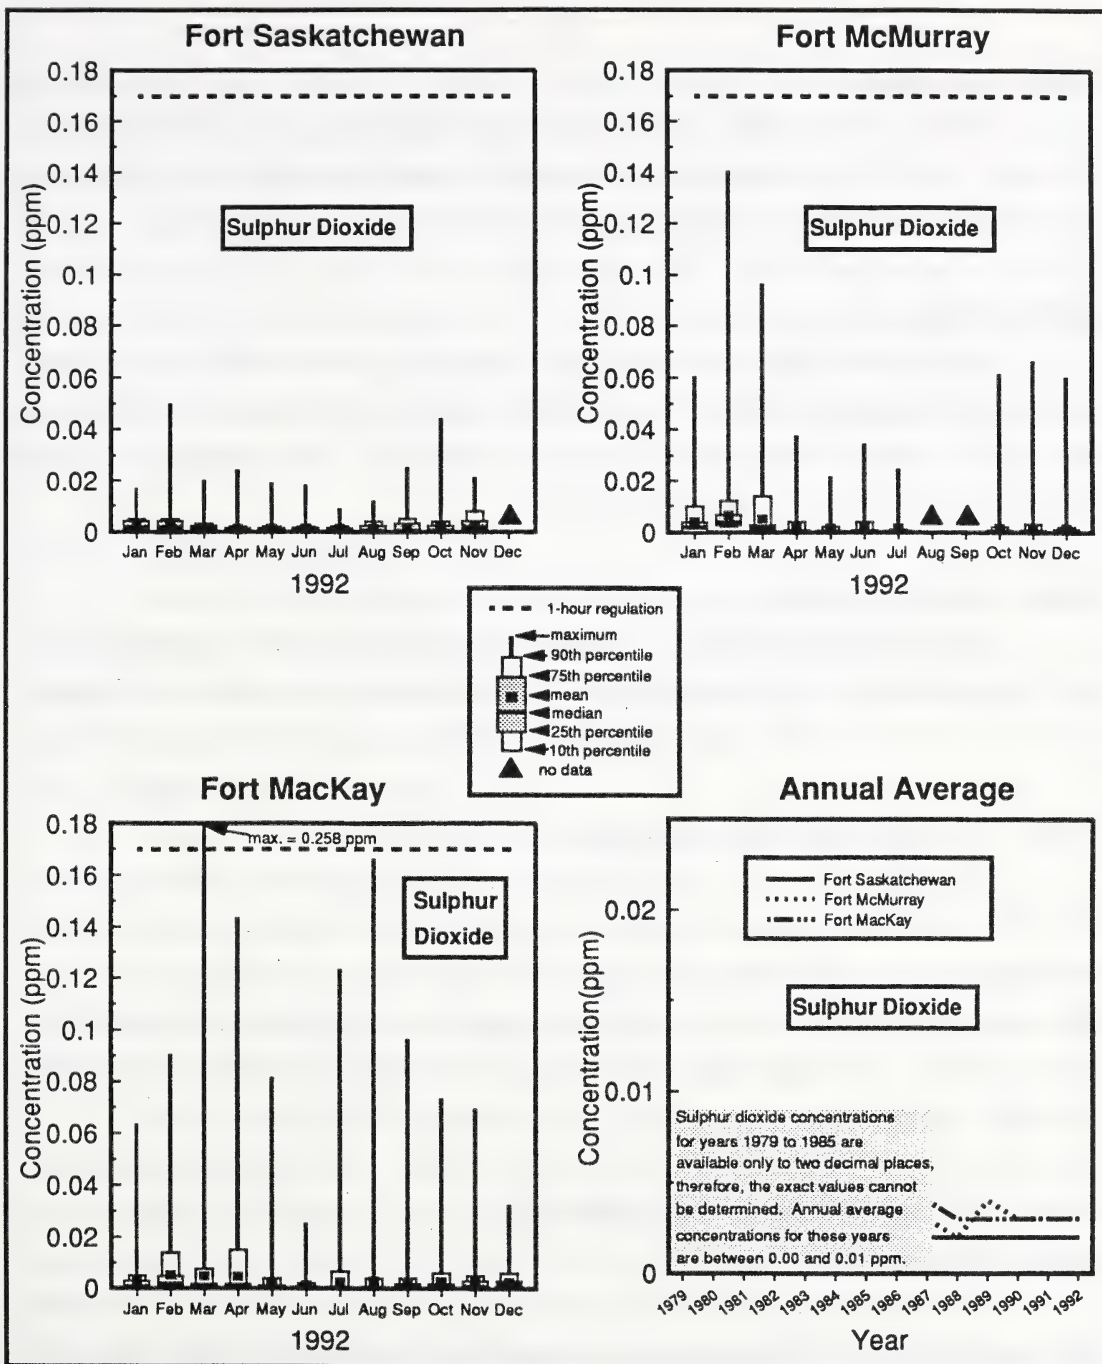 Fort Saskatchewan
Concentration (ppm)
0.18
0.16
0.14
0.12
0.1
0.08
0.06
0.04
0.02
0
Sulphur Dioxide
Jan Feb Mar Apr May Jun Jul Aug Sep Oct Nov Dec
1992
Fort McMurray
Concentration (ppm)
0.18
0.16
0.14
0.12
0.1
0.08
0.06
0.04
0.02
0
Sulphur Dioxide
Jan Feb Mar Apr May Jun Jul Aug Sep Oct Nov Dec
1992
1-hour regulation
maximum
90th percentile
75th percentile
mean
median
25th percentile
10th percentile
no data
Fort MacKay
Concentration (ppm)
0.18
0.16
0.14
0.12
0.1
0.08
0.06
0.04
0.02
0
max. = 0.258 ppm
Sulphur
Dioxide
Jan Feb Mar Apr May Jun Jul Aug Sep Oct Nov Dec
1992
Annual Average
Concentration(ppm)
0.02
0.01
0
Fort Saskatchewan
Fort McMurray
Fort MacKay
Sulphur Dioxide
Sulphur dioxide concentrations
for years 1979 to 1985 are
available only to two decimal places,
therefore, the exact values cannot
be determined. Annual average
concentrations for these years
are between 0.00 and 0.01 ppm.
1979 1980 1981 1982 1983 1984 1985 1986 1987 1988 1989 1990 1991 1992
Year